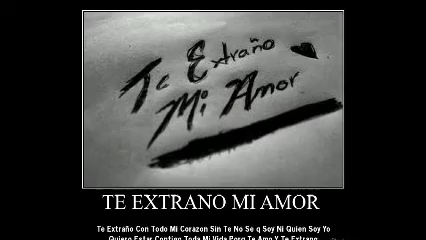 Te Extraño
Mi Amor
TE EXTRANO MI AMOR
Te Extraño Con Todo Mi Corazon Sin Te No Se q Soy Ni Quien Soy Yo
Quiero Estar Contigo Toda Mi Vida Porq Te Amo Y Te Extrano